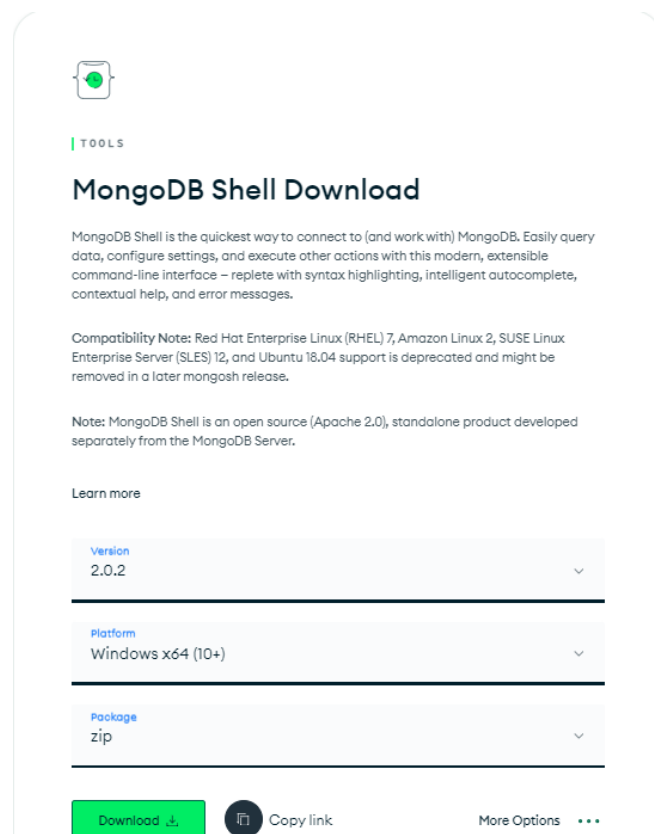 TOOLS
MongoDB Shell Download
MongoDB Shell is the quickest way to connect to (and work with) MongoDB. Easily query
data, configure settings, and execute other actions with this modern, extensible
command-line interface — replete with syntax highlighting, intelligent autocomplete,
contextual help, and error messages.
Compatibility Note: Red Hat Enterprise Linux (RHEL) 7, Amazon Linux 2, SUSE Linux
Enterprise Server (SLES) 12, and Ubuntu 18.04 support is deprecated and might be
removed in a later mongosh release.
Note: MongoDB Shell is an open source (Apache 2.0), standalone product developed
separately from the MongoDB Server.
Learn more
Version
2.0.2
Platform
Windows x64 (10+)
Package
zip
Download Copy link More Options